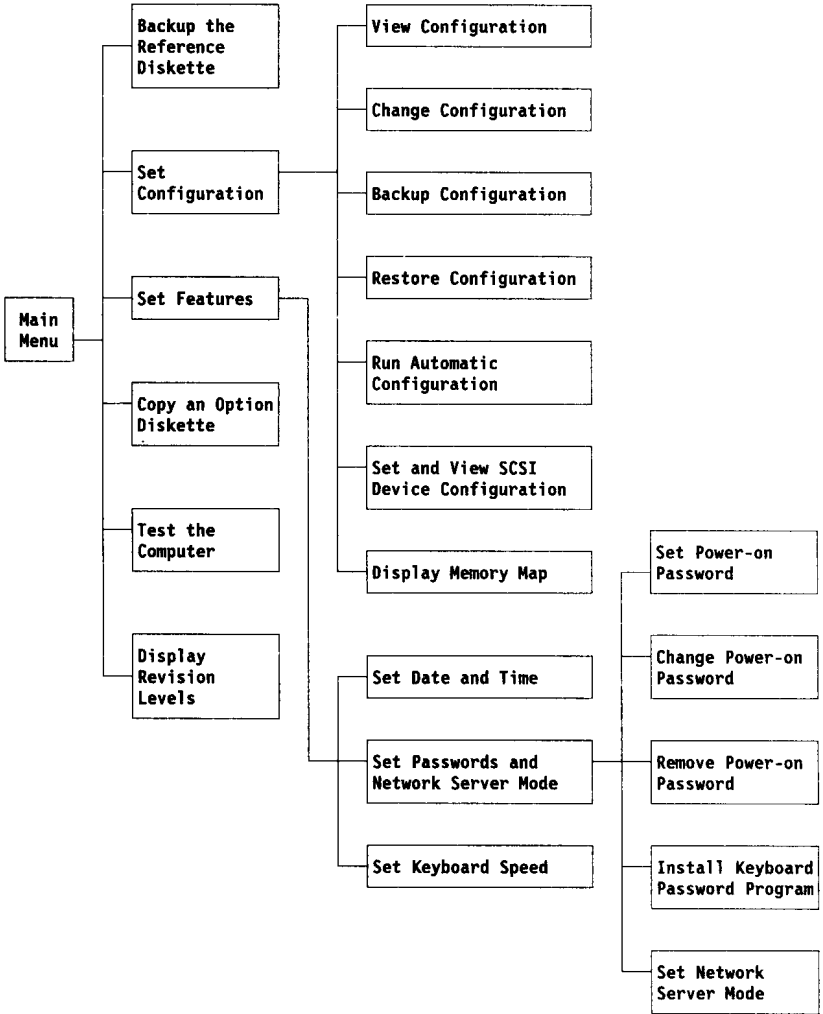 Main
Menu
Backup the
Reference
Diskette
Set
Configuration
Set Features
Copy an Option
Diskette
Test the
Computer
Display
Revision
Levels
View Configuration
Change Configuration
Backup Configuration
Restore Configuration
Run Automatic
Configuration
Set and View SCSI
Device Configuration
Display Memory Map
Set Date and Time
Set Passwords and
Network Server Mode
Set Keyboard Speed
Set Power-on
Password
Change Power-on
Password
Remove Power-on
Password
Install Keyboard
Password Program
Set Network
Server Mode